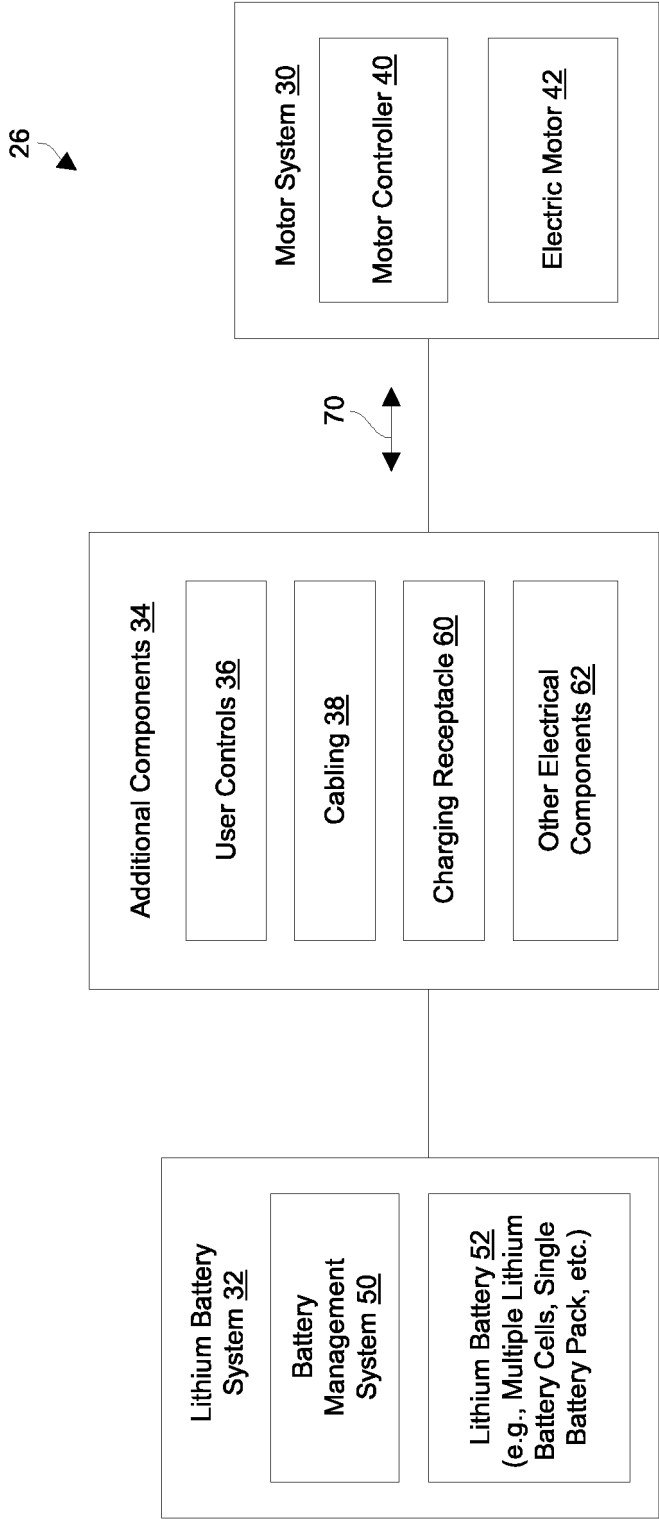 26
Lithium Battery
System 32
Battery
Management
System 50
Lithium Battery 52
(e.g., Multiple Lithium
Battery Cells, Single
Battery Pack, etc.)
Additional Components 34
User Controls 36
Cabling 38
Charging Receptacle 60
Other Electrical
Components 62
70
Motor System 30
Motor Controller 40
Electric Motor 42